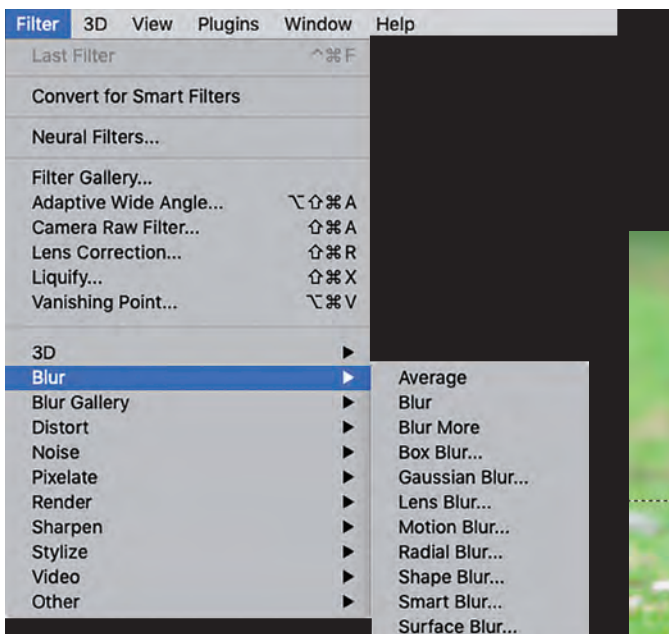 Filter 3D View Plugins Window Help
Last Filter ^⌘F
Convert for Smart Filters
Neural Filters...
Filter Gallery...
Adaptive Wide Angle... ⌥⇧⌘A
Camera Raw Filter... ⇧⌘A
Lens Correction... ⇧⌘R
Liquify... ⇧⌘X
Vanishing Point... ⌥⌘V
3D ▶
Blur ▶
Blur Gallery ▶
Distort ▶
Noise ▶
Pixelate ▶
Render ▶
Sharpen ▶
Stylize ▶
Video ▶
Other ▶
Average
Blur
Blur More
Box Blur...
Gaussian Blur...
Lens Blur...
Motion Blur...
Radial Blur...
Shape Blur...
Smart Blur...
Surface Blur...